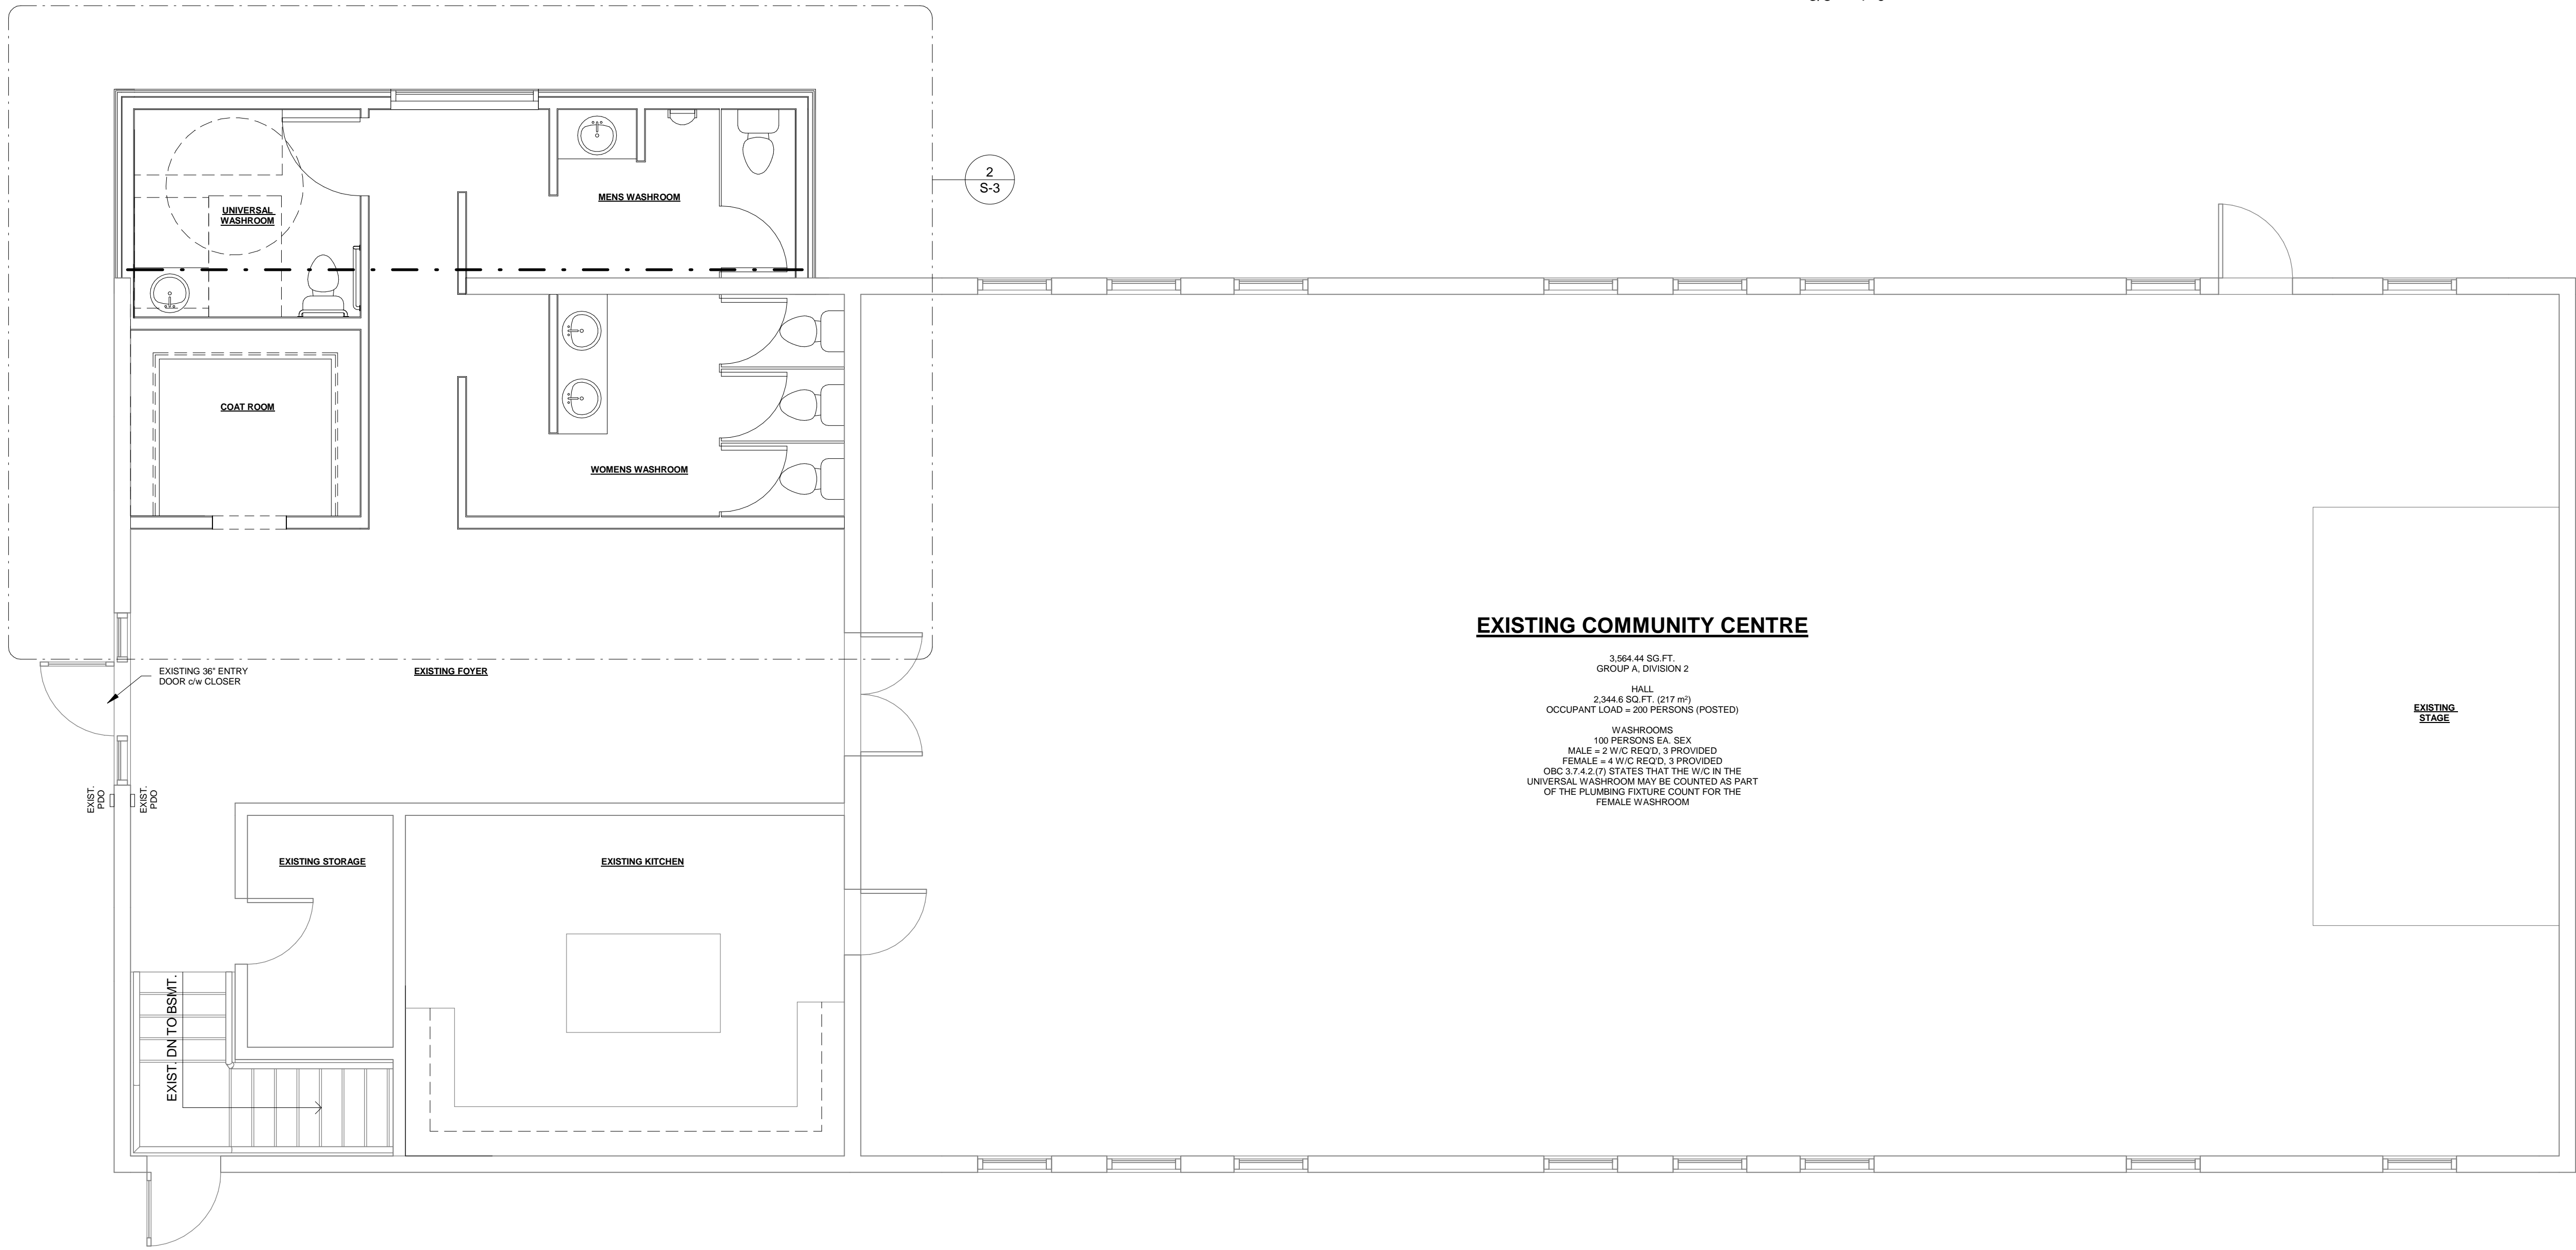 2
S-3
MENS WASHROOM
UNIVERSAL
WASHROOM
COAT ROOM
WOMENS WASHROOM
EXISTING 36" ENTRY
DOOR c/w CLOSER
EXISTING FOYER
EXIST.
PDO
EXIST.
PDO
EXISTING STORAGE
EXISTING KITCHEN
EXIST. DN TO BSMT.
EXISTING COMMUNITY CENTRE
3,564.44 SG.FT.
GROUP A, DIVISION 2
HALL
2,344.6 SQ.FT. (217 m²)
OCCUPANT LOAD = 200 PERSONS (POSTED)
WASHROOMS
100 PERSONS EA. SEX
MALE = 2 W/C REQ'D, 3 PROVIDED
FEMALE = 4 W/C REQ'D, 3 PROVIDED
OBC 3.7.4.2.(7) STATES THAT THE W/C IN THE
UNIVERSAL WASHROOM MAY BE COUNTED AS PART
OF THE PLUMBING FIXTURE COUNT FOR THE
FEMALE WASHROOM
EXISTING
STAGE